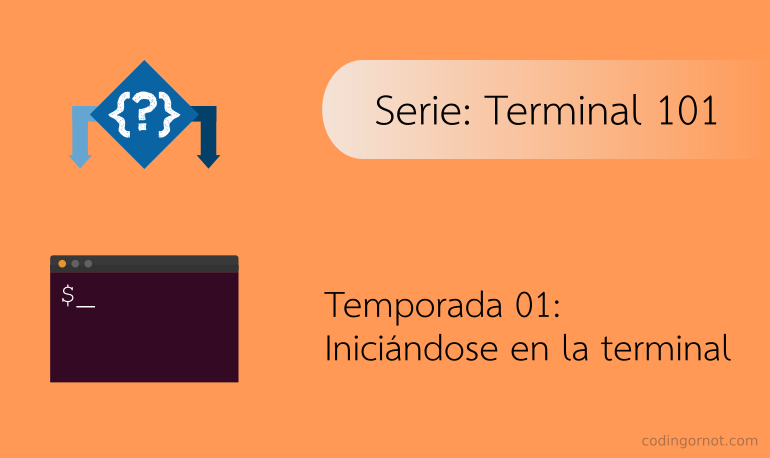 {?}
Serie: Terminal 101
$_
Temporada 01:
Iniciándose en la terminal
codingornot.com